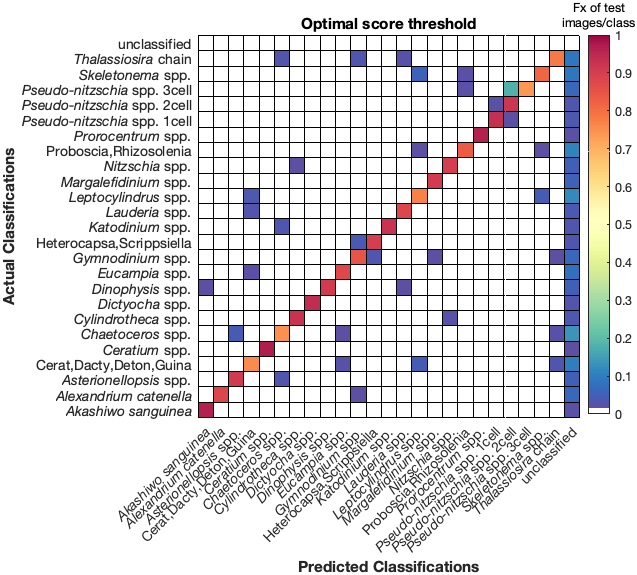 Optimal score threshold
Fx of test
images/class
Actual Classifications
unclassified
Thalassiosira chain
Skeletonema spp.
Pseudo-nitzschia spp. 3cell
Pseudo-nitzschia spp. 2cell
Pseudo-nitzschia spp. 1cell
Prorocentrum spp.
Proboscia,Rhizosolenia
Nitzschia spp.
Margalefidinium spp.
Leptocylindrus spp.
Lauderia spp.
Katodinium spp.
Heterocapsa,Scrippsiella
Gymnodinium spp.
Eucampia spp.
Dinophysis spp.
Dictyocha spp.
Cylindrotheca spp.
Chaetoceros spp.
Ceratium spp.
Cerat,Dacty,Deton,Guina
Asterionellopsis spp.
Alexandrium catenella
Akashiwo sanguinea
1
0.9
0.8
0.7
0.6
0.5
0.4
0.3
0.2
0.1
0
Akashiwo sanguinea
Alexandrium catenella
Asterionellopsis spp.
Cerat,Dacty,Deton,Guina
Ceratium spp.
Chaetoceros spp.
Cylindrotheca spp.
Dictyocha spp.
Dinophysis spp.
Eucampia spp.
Gymnodinium spp.
Heterocapsa,Scrippsiella
Katodinium spp.
Lauderia spp.
Leptocylindrus spp.
Margalefidinium spp.
Nitzschia spp.
Proboscia,Rhizosolenia
Prorocentrum spp.
Pseudo-nitzschia spp. 1cell
Pseudo-nitzschia spp. 2cell
Pseudo-nitzschia spp. 3cell
Skeletonema spp.
Thalassiosira chain
unclassified
Predicted Classifications